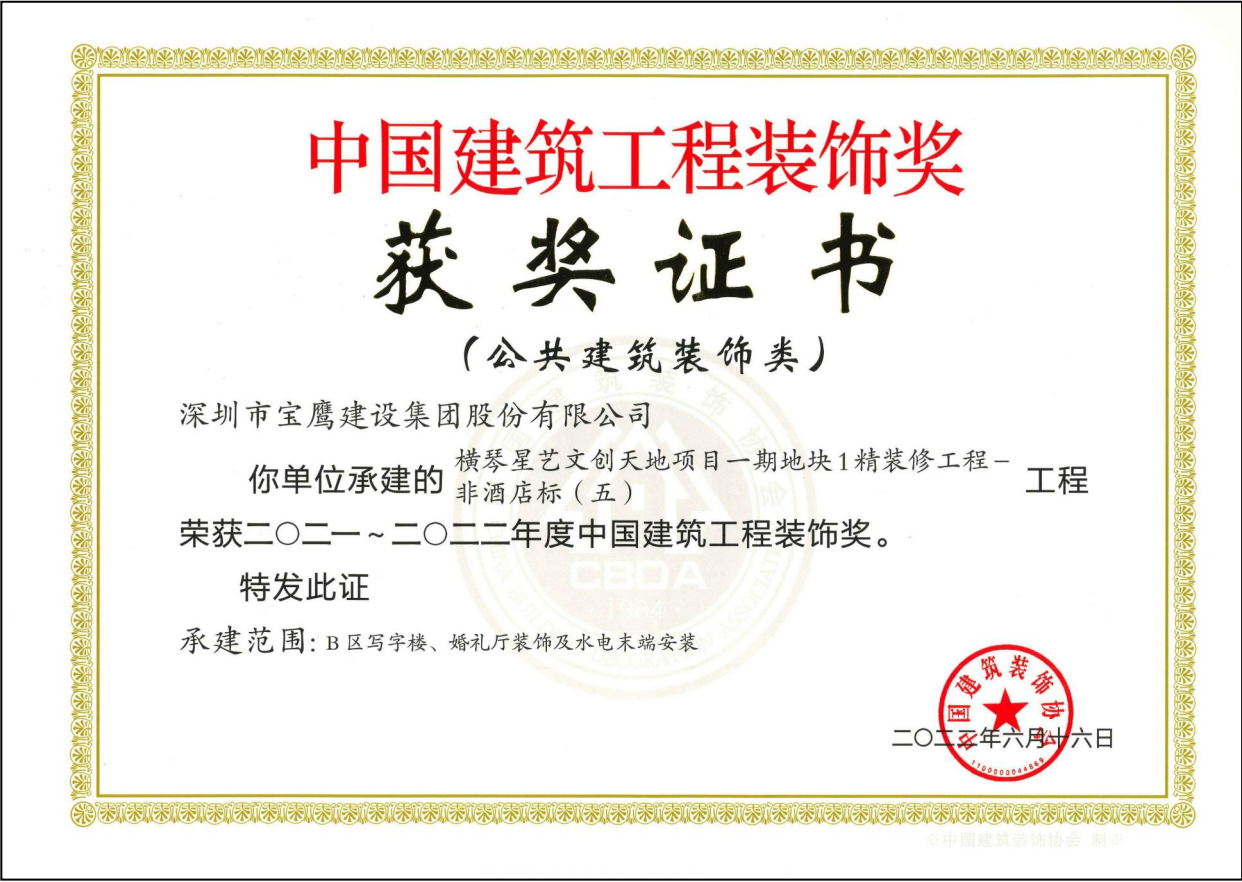 中国建筑工程装饰奖
获奖证书
（公共建筑装饰类）
深圳市宝鹰建设集团股份有限公司
你单位承建的 横琴星艺文创天地项目一期地块1精装修工程－
非酒店标（五） 工程
荣获二〇二一～二〇二二年度中国建筑工程装饰奖。
特发此证
承建范围：B区写字楼、婚礼厅装饰及水电末端安装
CBDA
·1984·
中国建筑装饰协会
二〇二三年六月十六日
1100000044869
※中国建筑装饰协会 制※